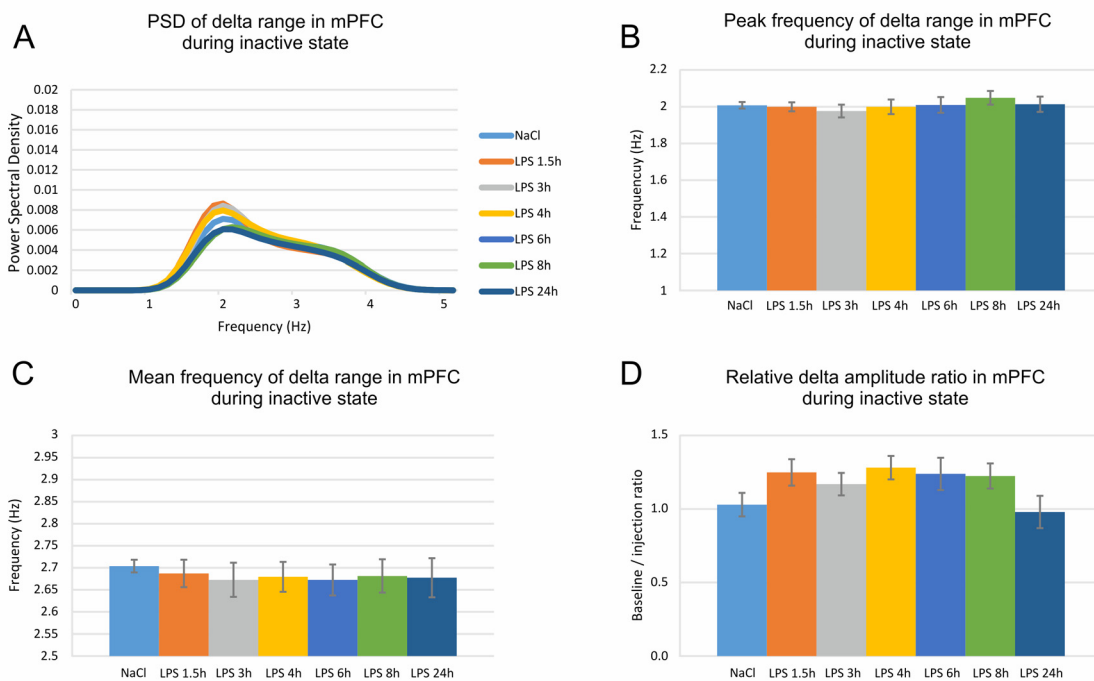 A
PSD of delta range in mPFC
during inactive state
Power Spectral Density
0.02
0.018
0.016
0.014
0.012
0.01
0.008
0.006
0.004
0.002
0
0 1 2 3 4 5
Frequency (Hz)
NaCl
LPS 1.5h
LPS 3h
LPS 4h
LPS 6h
LPS 8h
LPS 24h
B
Peak frequency of delta range in mPFC
during inactive state
Frequencuy (Hz)
2.2
2
1.8
1.6
1.4
1.2
1
NaCl LPS 1.5h LPS 3h LPS 4h LPS 6h LPS 8h LPS 24h
C
Mean frequency of delta range in mPFC
during inactive state
Frequency (Hz)
3
2.95
2.9
2.85
2.8
2.75
2.7
2.65
2.6
2.55
2.5
NaCl LPS 1.5h LPS 3h LPS 4h LPS 6h LPS 8h LPS 24h
D
Relative delta amplitude ratio in mPFC
during inactive state
Baseline / injection ratio
1.5
1.0
0.5
0.0
NaCl LPS 1.5h LPS 3h LPS 4h LPS 6h LPS 8h LPS 24h